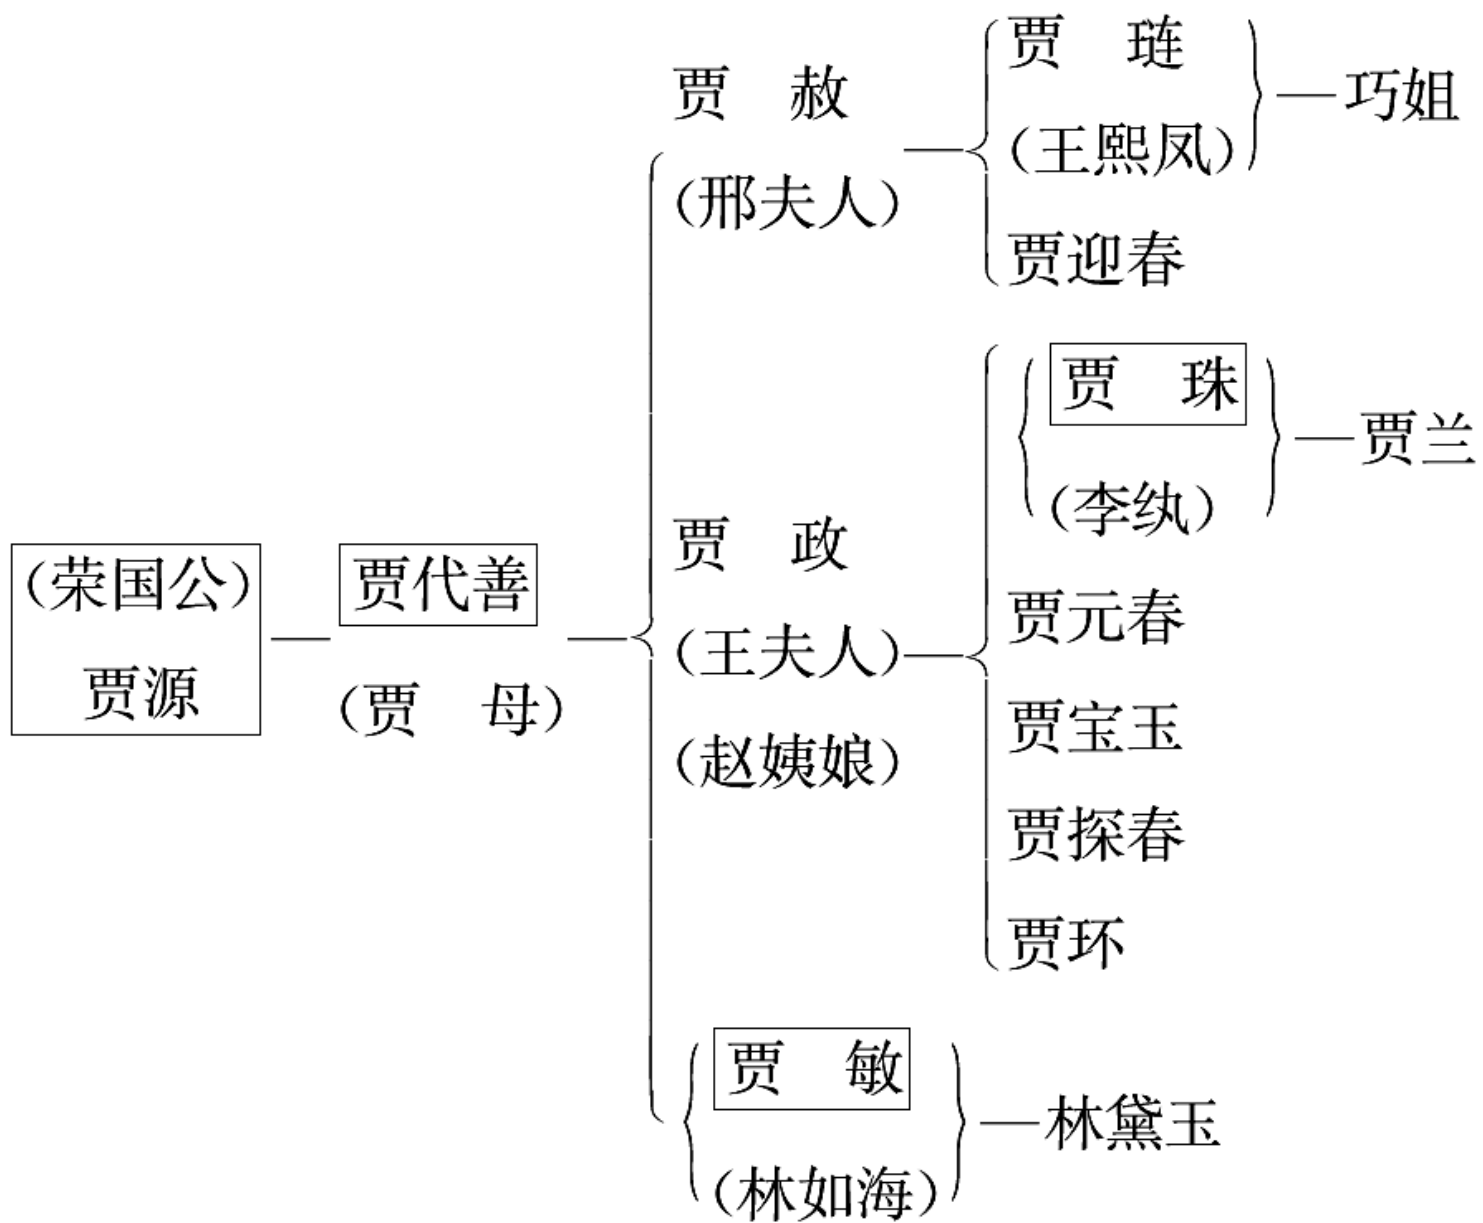 (荣国公)
贾源
贾代善
(贾 母)
贾 赦
(邢夫人)
贾 琏
(王熙凤)
巧姐
贾迎春
贾 政
(王夫人)
(赵姨娘)
贾 珠
(李纨)
贾兰
贾元春
贾宝玉
贾探春
贾环
贾 敏
(林如海)
林黛玉